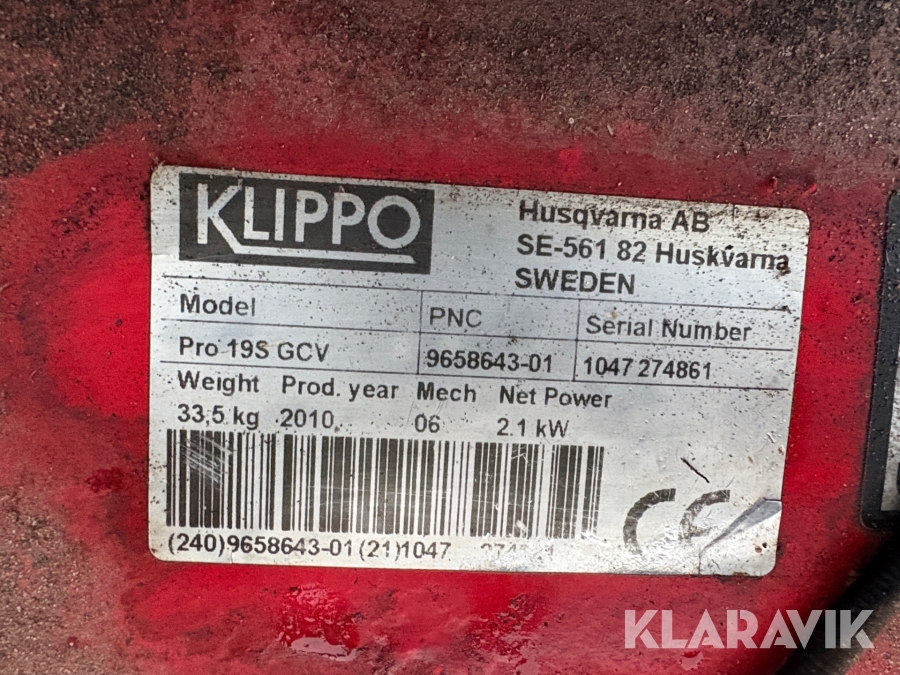 KLIPPO
Husqvarna AB
SE-561 82 Huskvarna
SWEDEN
Model PNC Serial Number
Pro 19S GCV 9658643-01 1047 274861
Weight Prod. year Mech Net Power
33,5 kg 2010 06 2.1 kW
(240)9658643-01(21)1047
CE
KLARAVIK